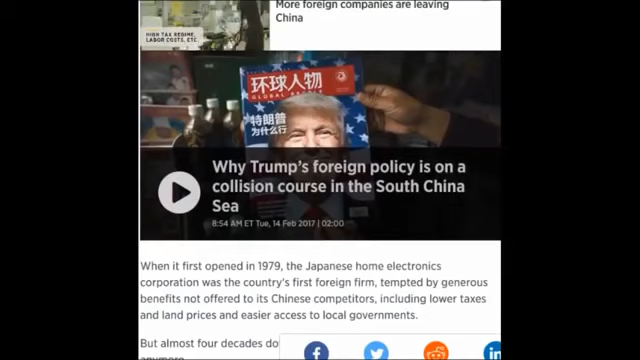 More foreign companies are leaving
China
HIGH TAX REGIME,
LABOR COSTS, ETC.
环球人物
GLOBAL PEOPLE
特朗普
为什么行
Why Trump's foreign policy is on a
collision course in the South China
Sea
8:54 AM ET Tue, 14 Feb 2017 | 02:00
When it first opened in 1979, the Japanese home electronics
corporation was the country's first foreign firm, tempted by generous
benefits not offered to its Chinese competitors, including lower taxes
and land prices and easier access to local governments.
But almost four decades do
anymore.
in